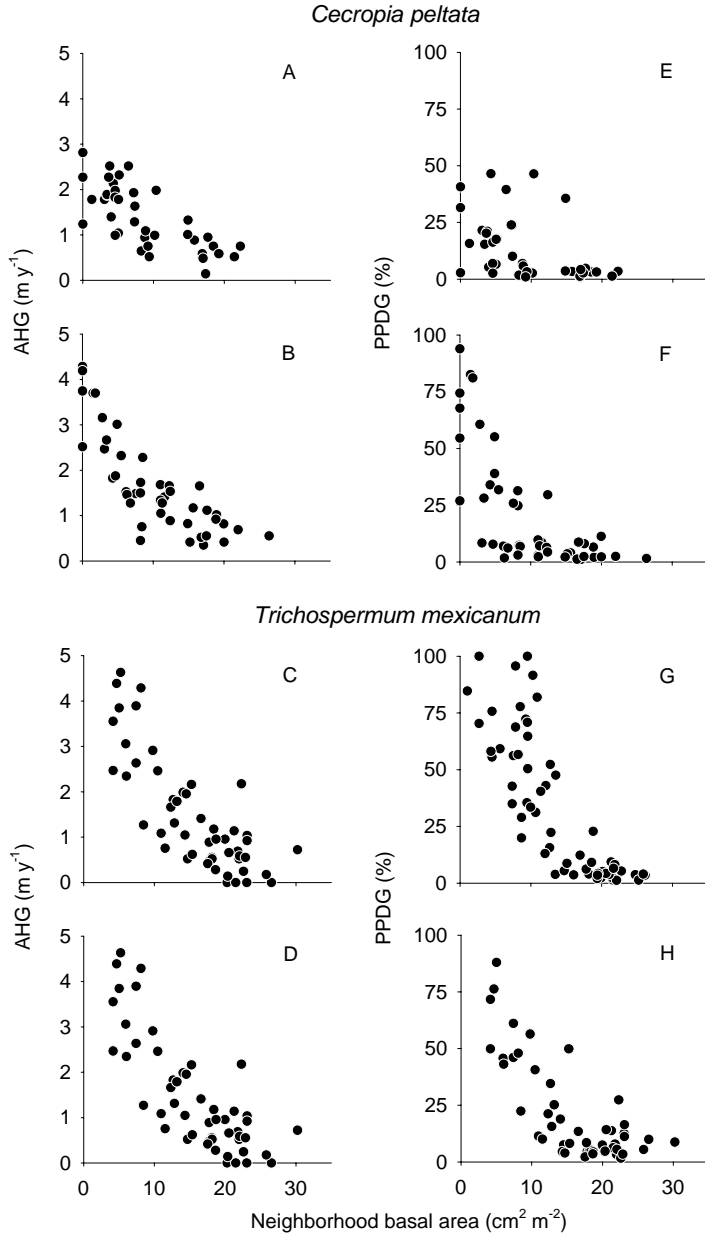 Cecropia peltata
A
E
5
4
3
2
1
0
100
75
50
25
0
AHG (m y-1)
PPDG (%)
B
F
5
4
3
2
1
0
100
75
50
25
0
Trichospermum mexicanum
C
G
5
4
3
2
1
0
100
75
50
25
0
AHG (m y-1)
PPDG (%)
D
H
5
4
3
2
1
0
100
75
50
25
0
0 10 20 30 0 10 20 30
Neighborhood basal area (cm2 m-2)